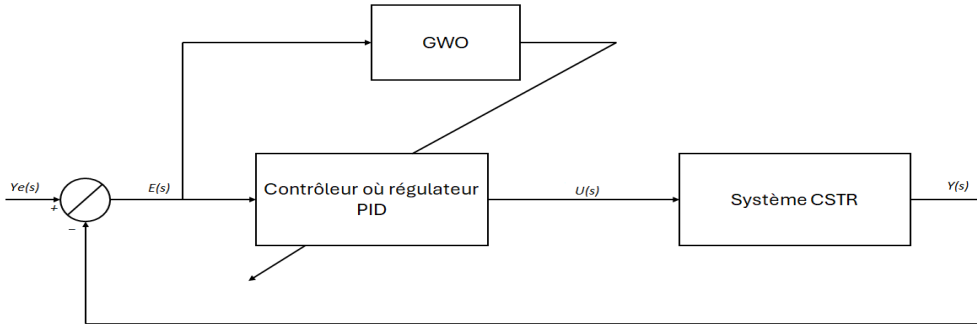 GWO
Ye(s)
+
−
E(s)
Contrôleur où régulateur
PID
U(s)
Système CSTR
Y(s)